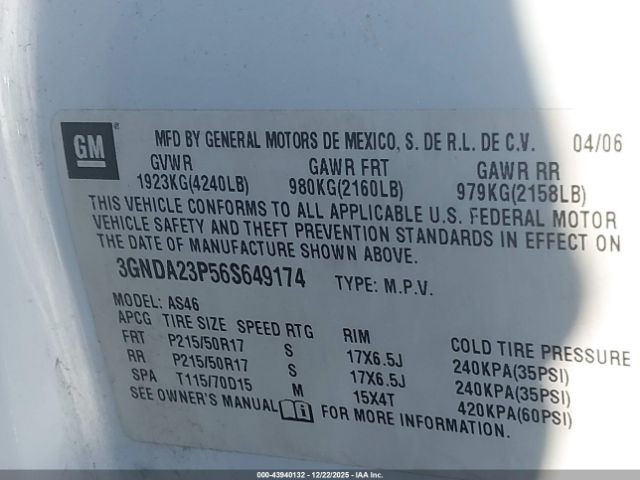 GM
MFD BY GENERAL MOTORS DE MEXICO, S. DE R.L. DE C.V. 04/06
GVWR GAWR FRT GAWR RR
1923KG(4240LB) 980KG(2160LB) 979KG(2158LB)
THIS VEHICLE CONFORMS TO ALL APPLICABLE U.S. FEDERAL MOTOR
VEHICLE SAFETY AND THEFT PREVENTION STANDARDS IN EFFECT ON
THE DATE OF MANUFACTURE SHOWN ABOVE.
3GNDA23P56S649174 TYPE: M.P.V.
MODEL: AS46
APCG TIRE SIZE SPEED RTG RIM COLD TIRE PRESSURE
FRT P215/50R17 S 17X6.5J 240KPA(35PSI)
RR P215/50R17 S 17X6.5J 240KPA(35PSI)
SPA T115/70D15 M 15X4T 420KPA(60PSI)
SEE OWNER'S MANUAL FOR MORE INFORMATION.
000-43940132 - 12/22/2025 - IAA Inc.